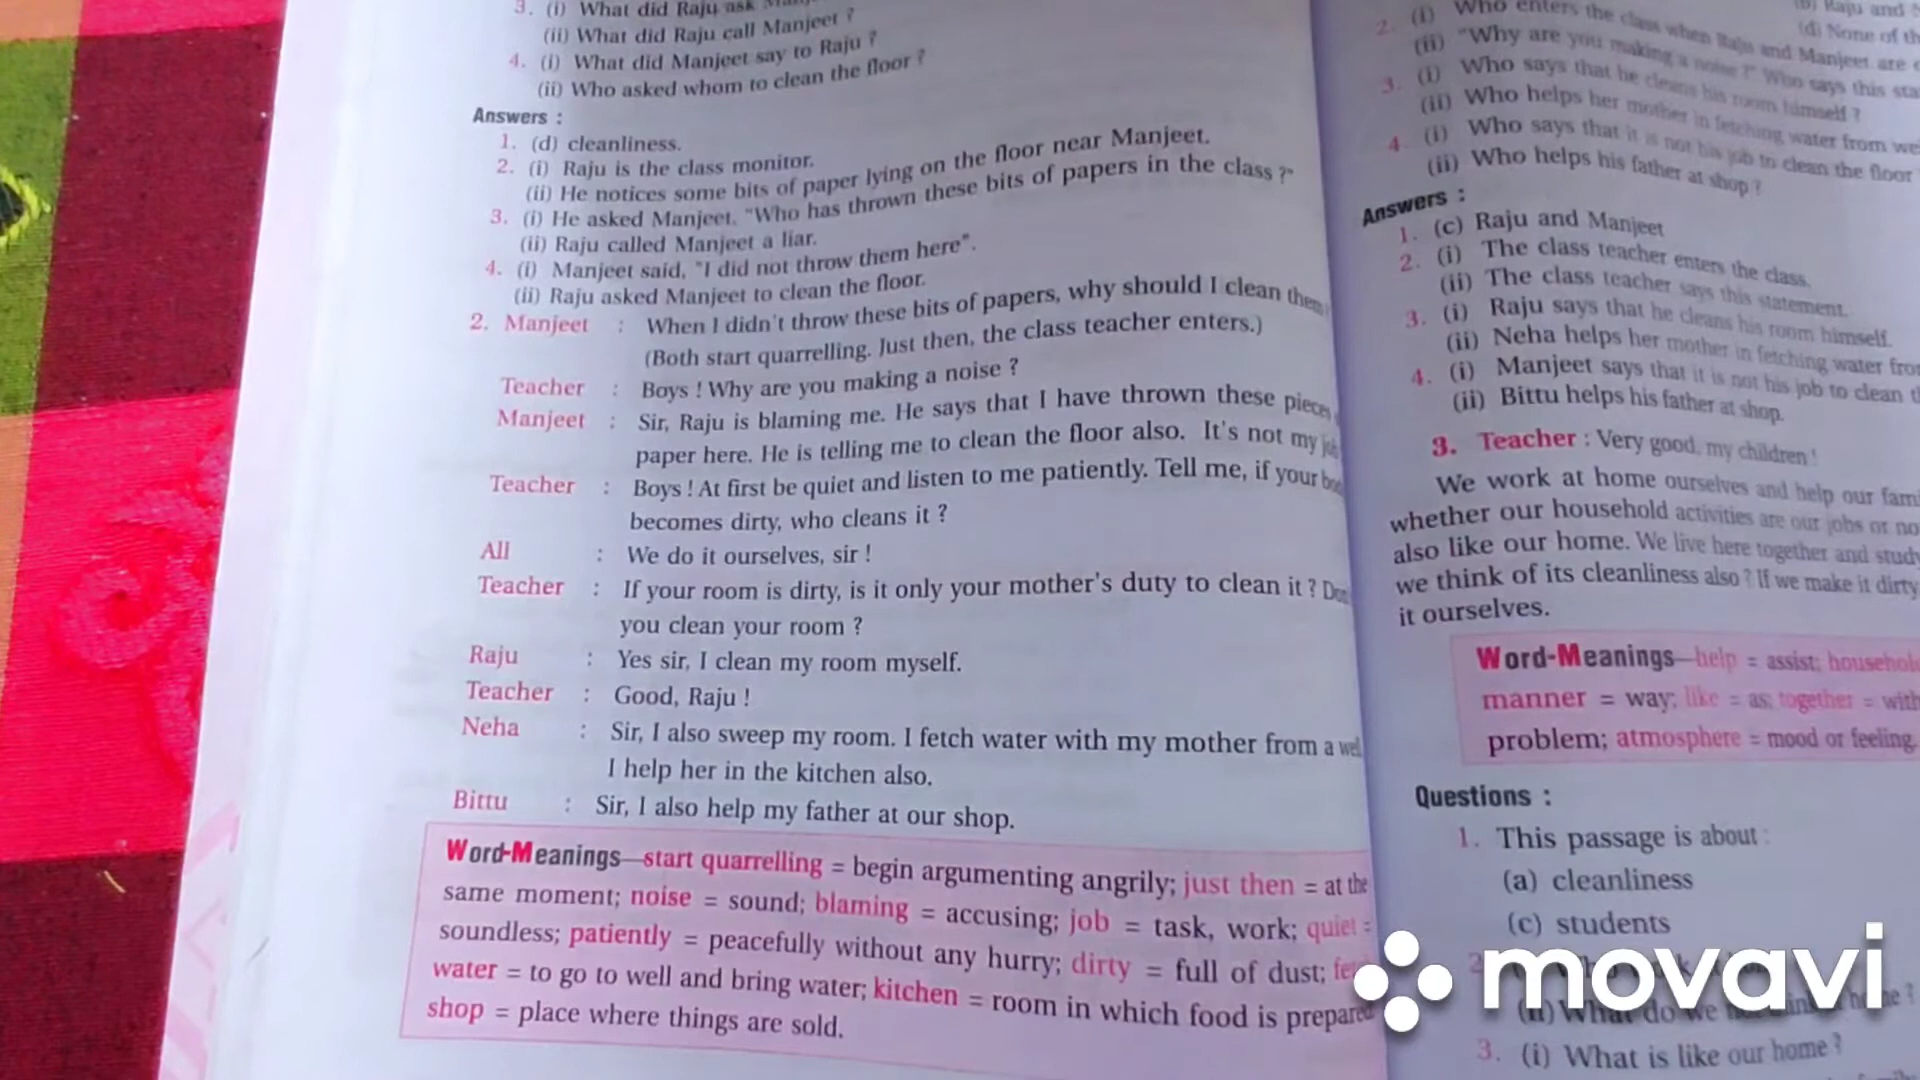 3. (i) What did Raju ask
(ii) What did Raju call Manjeet ?
4. (i) What did Manjeet say to Raju ?
(ii) Who asked whom to clean the floor ?
Answers :
1. (d) cleanliness.
2. (i) Raju is the class monitor.
(ii) He notices some bits of paper lying on the floor near Manjeet.
3. (i) He asked Manjeet. "Who has thrown these bits of papers in the class ?"
(ii) Raju called Manjeet a liar.
4. (i) Manjeet said, "I did not throw them here".
(ii) Raju asked Manjeet to clean the floor.
2. Manjeet : When I didn't throw these bits of papers, why should I clean them
(Both start quarrelling. Just then, the class teacher enters.)
Teacher : Boys ! Why are you making a noise ?
Manjeet : Sir, Raju is blaming me. He says that I have thrown these pieces
paper here. He is telling me to clean the floor also. It's not my
Teacher : Boys ! At first be quiet and listen to me patiently. Tell me, if your
becomes dirty, who cleans it ?
All : We do it ourselves, sir !
Teacher : If your room is dirty, is it only your mother's duty to clean it ?
you clean your room ?
Raju : Yes sir, I clean my room myself.
Teacher : Good, Raju !
Neha : Sir, I also sweep my room. I fetch water with my mother from a
I help her in the kitchen also.
Bittu : Sir, I also help my father at our shop.
Word-Meanings—start quarrelling = begin argumenting angrily; just then = at the
same moment; noise = sound; blaming = accusing; job = task, work; quiet =
soundless; patiently = peacefully without any hurry; dirty = full of dust;
water = to go to well and bring water; kitchen = room in which food is prepared
shop = place where things are sold.
(b) Raju and
(d) None of
2. (i) Who enters the class when Raju and Manjeet are
(ii) "Why are you making a noise ?" Who says this
3. (i) Who says that he cleans his room himself ?
(ii) Who helps her mother in fetching water from
4. (i) Who says that it is not his job to clean the floor
(ii) Who helps his father at shop ?
Answers :
1. (c) Raju and Manjeet
2. (i) The class teacher enters the class.
(ii) The class teacher says this statement.
3. (i) Raju says that he cleans his room himself.
(ii) Neha helps her mother in fetching water
4. (i) Manjeet says that it is not his job to clean
(ii) Bittu helps his father at shop.
3. Teacher : Very good, my children !
We work at home ourselves and help our
whether our household activities are our jobs or
also like our home. We live here together and study
we think of its cleanliness also ? If we make it dirty
it ourselves.
Word-Meanings—help = assist;
manner = way; like = as; together =
problem; atmosphere = mood or feeling.
Questions :
1. This passage is about :
(a) cleanliness
(c) students
3. (i) What is like our home ?
movavi